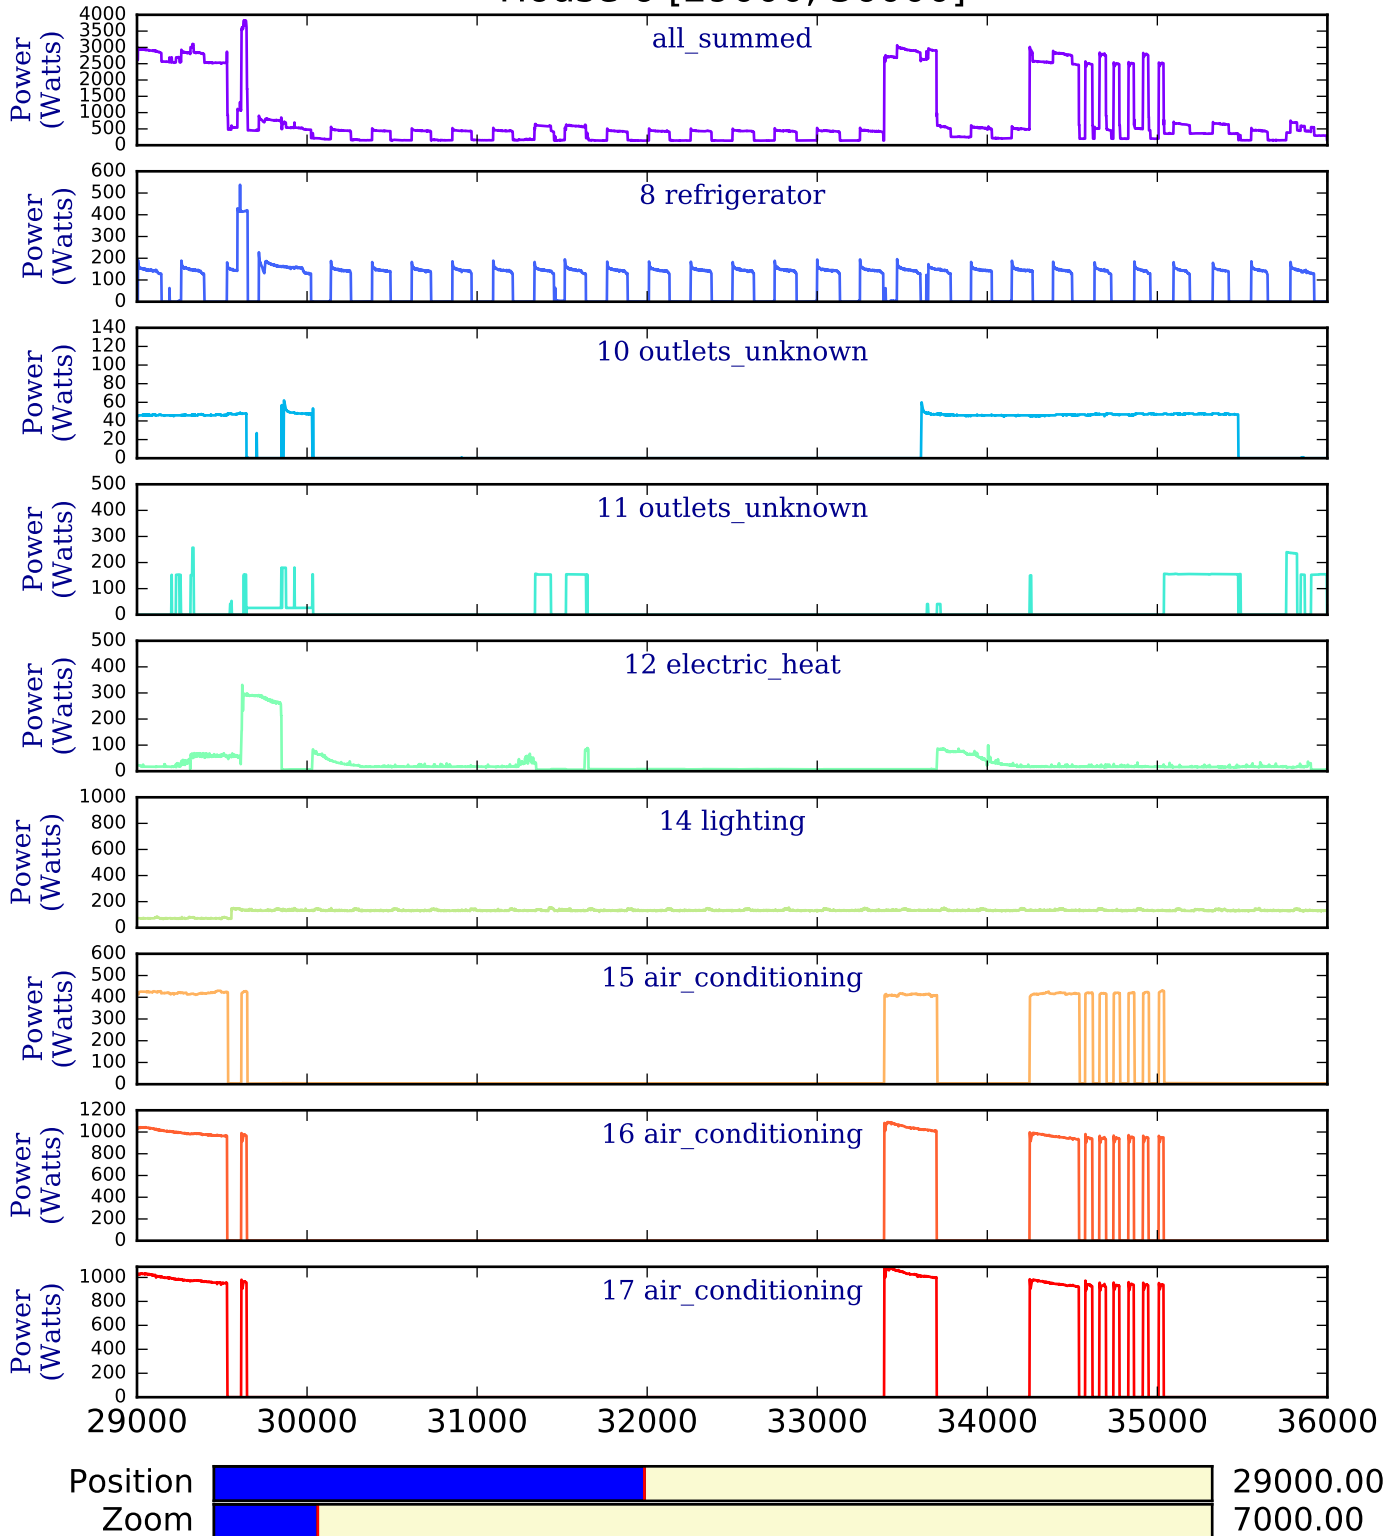 House 6 [29000, 36000]
all_summed
Power
(Watts)
4000
3500
3000
2500
2000
1500
1000
500
0
8 refrigerator
Power
(Watts)
600
500
400
300
200
100
0
10 outlets_unknown
Power
(Watts)
140
120
100
80
60
40
20
0
11 outlets_unknown
Power
(Watts)
500
400
300
200
100
0
12 electric_heat
Power
(Watts)
500
400
300
200
100
0
14 lighting
Power
(Watts)
1000
800
600
400
200
0
15 air_conditioning
Power
(Watts)
600
500
400
300
200
100
0
16 air_conditioning
Power
(Watts)
1200
1000
800
600
400
200
0
17 air_conditioning
Power
(Watts)
1000
800
600
400
200
0
29000 30000 31000 32000 33000 34000 35000 36000
Position 29000.00
Zoom 7000.00